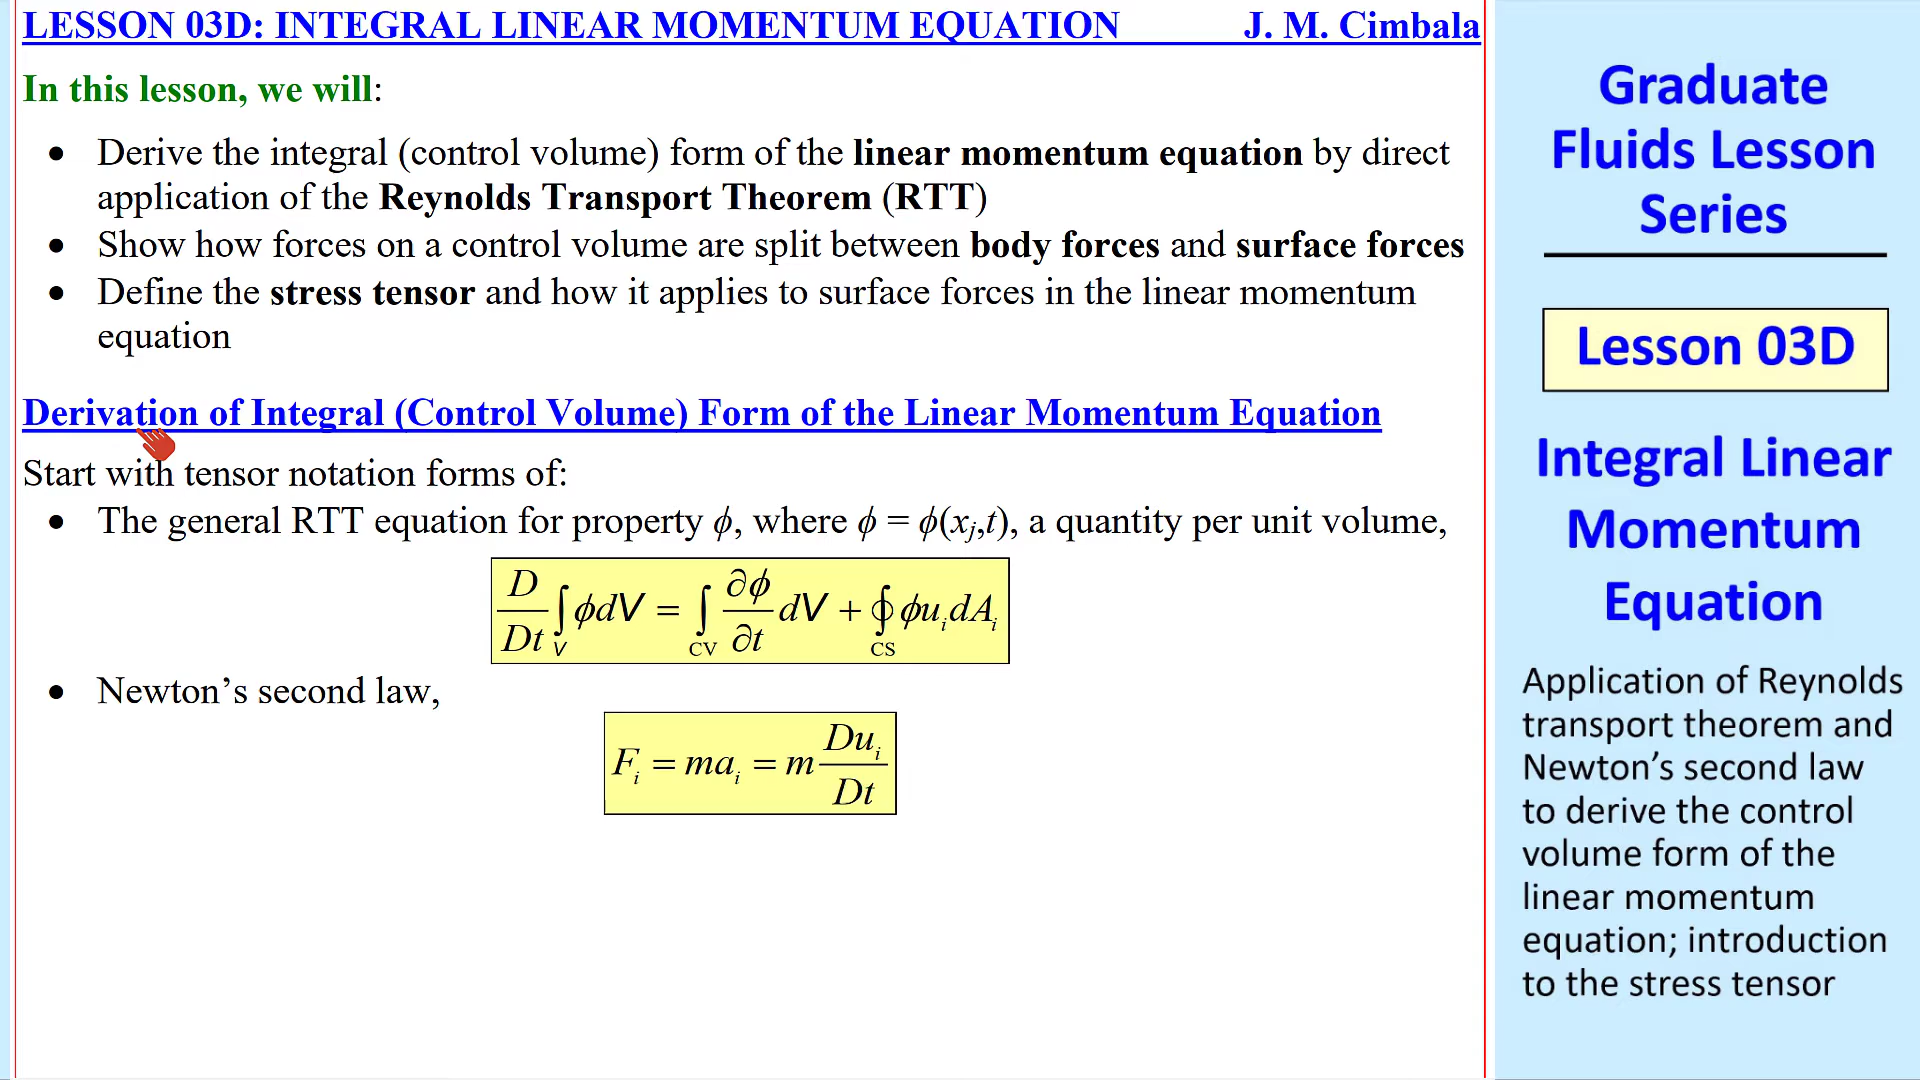 LESSON 03D: INTEGRAL LINEAR MOMENTUM EQUATION J. M. Cimbala
In this lesson, we will:
• Derive the integral (control volume) form of the linear momentum equation by direct
application of the Reynolds Transport Theorem (RTT)
• Show how forces on a control volume are split between body forces and surface forces
• Define the stress tensor and how it applies to surface forces in the linear momentum
equation
Derivation of Integral (Control Volume) Form of the Linear Momentum Equation
Start with tensor notation forms of:
• The general RTT equation for property ϕ, where ϕ = ϕ(xⱼ,t), a quantity per unit volume,
D/Dt ∫_V ϕdV = ∫_CV ∂ϕ/∂t dV + ∮_CS ϕuᵢdAᵢ
• Newton’s second law,
Fᵢ = maᵢ = m Duᵢ/Dt
Graduate
Fluids Lesson
Series
Lesson 03D
Integral Linear
Momentum
Equation
Application of Reynolds
transport theorem and
Newton’s second law
to derive the control
volume form of the
linear momentum
equation; introduction
to the stress tensor